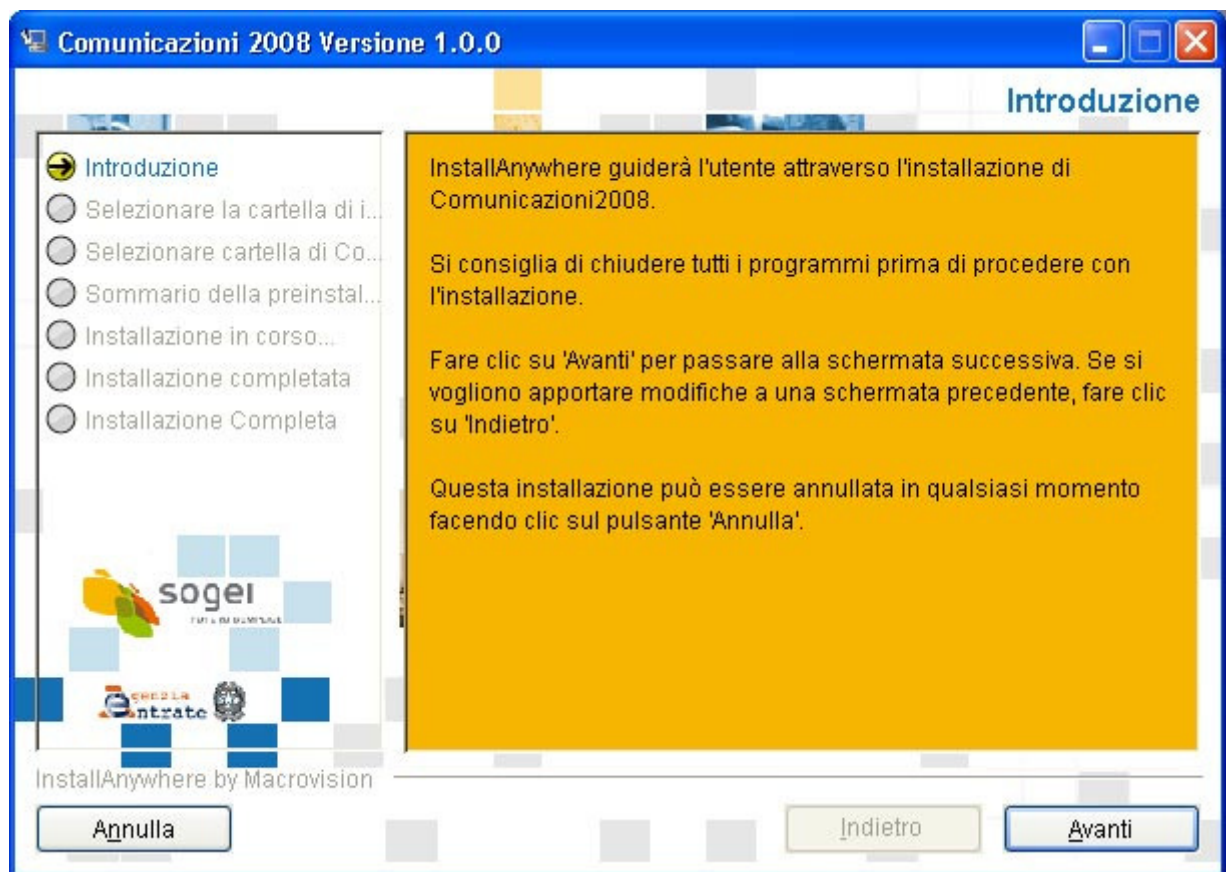 Comunicazioni 2008 Versione 1.0.0
Introduzione
Introduzione
Selezionare la cartella di i...
Selezionare cartella di Co...
Sommario della preinstal...
Installazione in corso...
Installazione completata
Installazione Completa
InstallAnywhere guiderà l'utente attraverso l'installazione di
Comunicazioni2008.
Si consiglia di chiudere tutti i programmi prima di procedere con
l'installazione.
Fare clic su 'Avanti' per passare alla schermata successiva. Se si
vogliono apportare modifiche a una schermata precedente, fare clic
su 'Indietro'.
Questa installazione può essere annullata in qualsiasi momento
facendo clic sul pulsante 'Annulla'.
sogei
Agenzia
Entrate
InstallAnywhere by Macrovision
Annulla
Indietro
Avanti